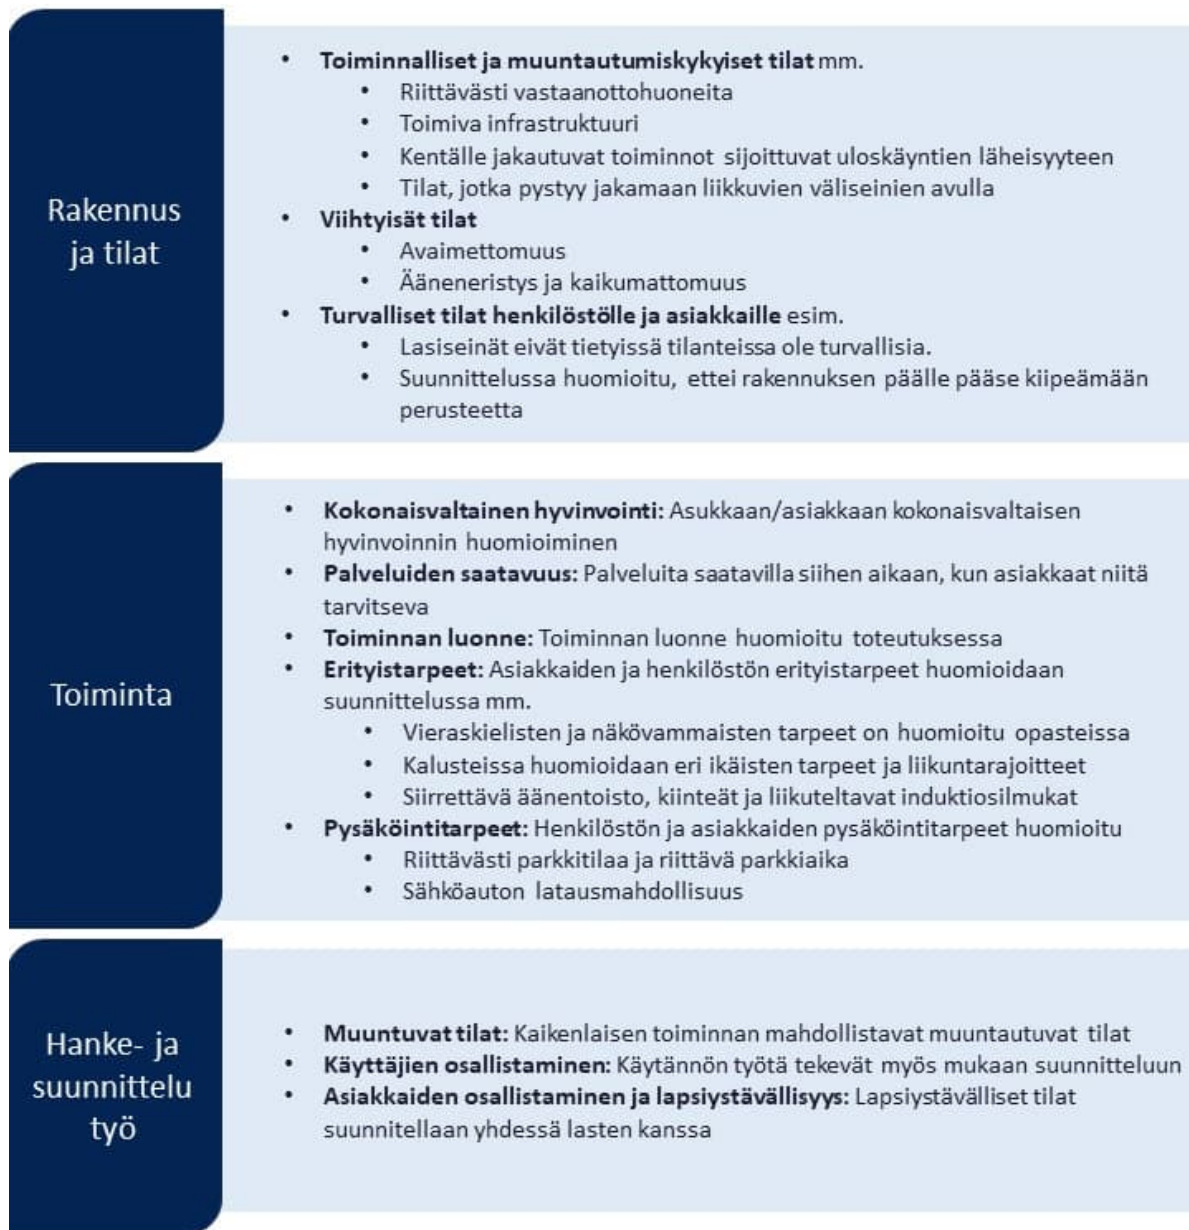 Rakennus
ja tilat
• Toiminnalliset ja muuntautumiskykyiset tilat mm.
• Riittävästi vastaanottohuoneita
• Toimiva infrastruktuuri
• Kentälle jakautuvat toiminnot sijoittuvat uloskäyntien läheisyyteen
• Tilat, jotka pystyy jakamaan liikkuvien väliseinien avulla
• Viihtyisät tilat
• Avaimettomuus
• Ääneneristys ja kaikumattomuus
• Turvalliset tilat henkilöstölle ja asiakkaille esim.
• Lasiseinät eivät tietyissä tilanteissa ole turvallisia.
• Suunnittelussa huomioitu, ettei rakennuksen päälle pääse kiipeämään
perusteetta
Toiminta
• Kokonaisvaltainen hyvinvointi: Asukkaan/asiakkaan kokonaisvaltaisen
hyvinvoinnin huomioiminen
• Palveluiden saatavuus: Palveluita saatavilla siihen aikaan, kun asiakkaat niitä
tarvitseva
• Toiminnan luonne: Toiminnan luonne huomioitu toteutuksessa
• Erityistarpeet: Asiakkaiden ja henkilöstön erityistarpeet huomioidaan
suunnittelussa mm.
• Vieraskielisten ja näkövammaisten tarpeet on huomioitu opasteissa
• Kalusteissa huomioidaan eri ikäisten tarpeet ja liikuntarajoitteet
• Siirrettävä äänentoisto, kiinteät ja liikuteltavat induktiosilmukat
• Pysäköintitarpeet: Henkilöstön ja asiakkaiden pysäköintitarpeet huomioitu
• Riittävästi parkkitilaa ja riittävä parkkiaika
• Sähköauton latausmahdollisuus
Hanke- ja
suunnittelu
työ
• Muuntuvat tilat: Kaikenlaisen toiminnan mahdollistavat muuntautuvat tilat
• Käyttäjien osallistaminen: Käytännön työtä tekevät myös mukaan suunnitteluun
• Asiakkaiden osallistaminen ja lapsiystävällisyys: Lapsiystävälliset tilat
suunnitellaan yhdessä lasten kanssa